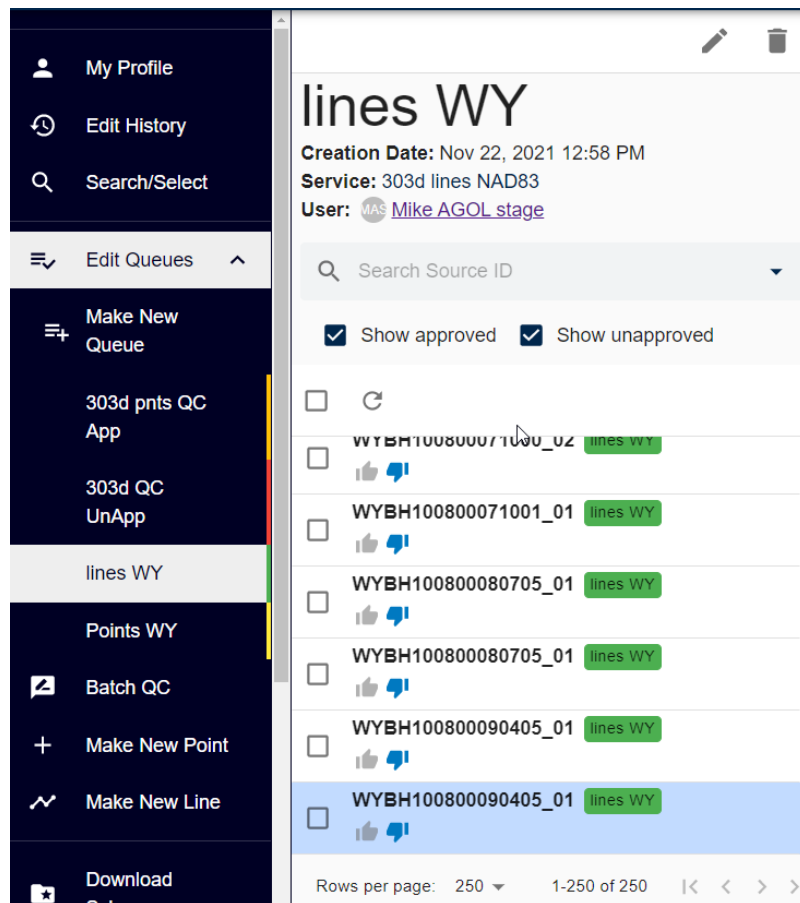 My Profile
Edit History
Search/Select
Edit Queues
Make New
Queue
303d pnts QC
App
303d QC
UnApp
lines WY
Points WY
Batch QC
Make New Point
Make New Line
Download
lines WY
Creation Date: Nov 22, 2021 12:58 PM
Service: 303d lines NAD83
User: MAS Mike AGOL stage
Search Source ID
Show approved Show unapproved
WYBH100800071000_02 lines WY
WYBH100800071001_01 lines WY
WYBH100800080705_01 lines WY
WYBH100800080705_01 lines WY
WYBH100800090405_01 lines WY
WYBH100800090405_01 lines WY
Rows per page: 250 1-250 of 250